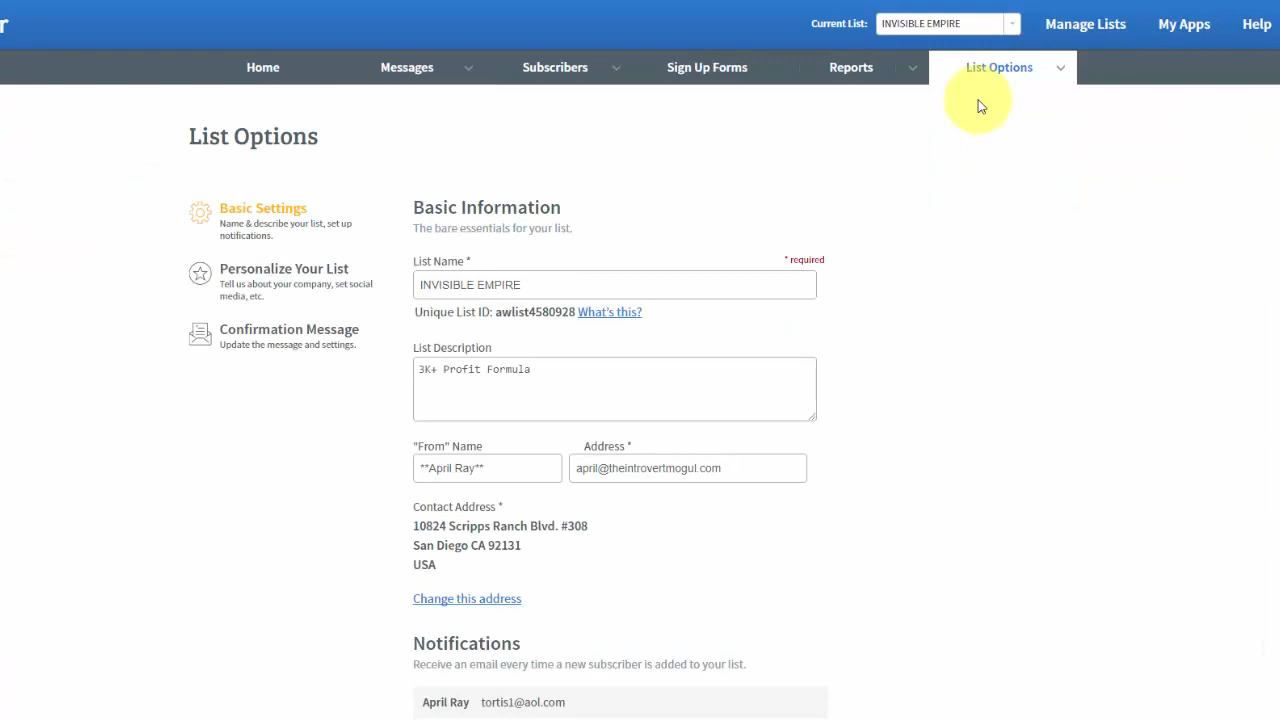 r
Current List: INVISIBLE EMPIRE Manage Lists My Apps Help
Home Messages Subscribers Sign Up Forms Reports List Options
List Options
Basic Settings
Name & describe your list, set up
notifications.
Personalize Your List
Tell us about your company, set social
media, etc.
Confirmation Message
Update the message and settings.
Basic Information
The bare essentials for your list.
List Name * * required
INVISIBLE EMPIRE
Unique List ID: awlist4580928 What's this?
List Description
3K+ Profit Formula
"From" Name Address *
**April Ray** april@theintrovertmogul.com
Contact Address *
10824 Scripps Ranch Blvd. #308
San Diego CA 92131
USA
Change this address
Notifications
Receive an email every time a new subscriber is added to your list.
April Ray tortis1@aol.com